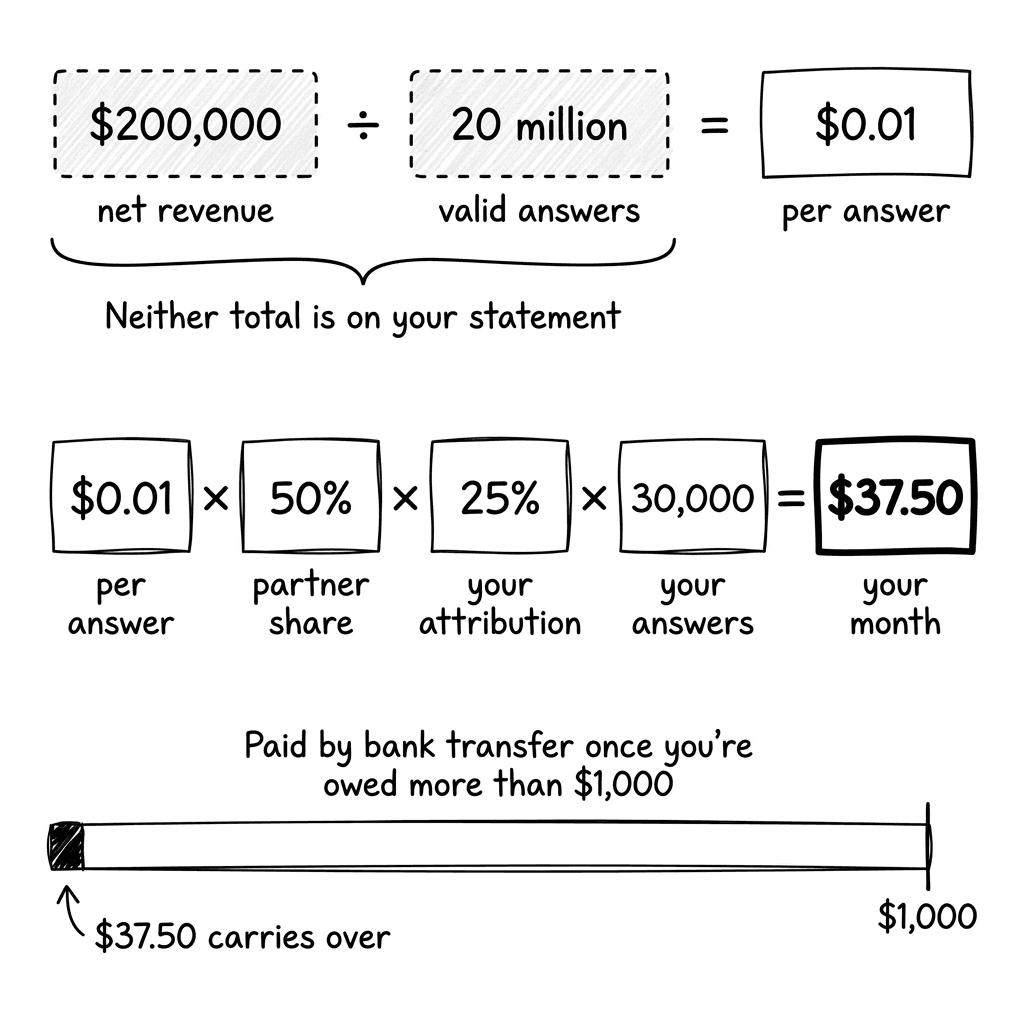 $200,000 ÷ 20 million = $0.01
net revenue valid answers per answer
Neither total is on your statement
$0.01 × 50% × 25% × 30,000 = $37.50
per partner your your your
answer share attribution answers month
Paid by bank transfer once you’re
owed more than $1,000
$37.50 carries over
$1,000